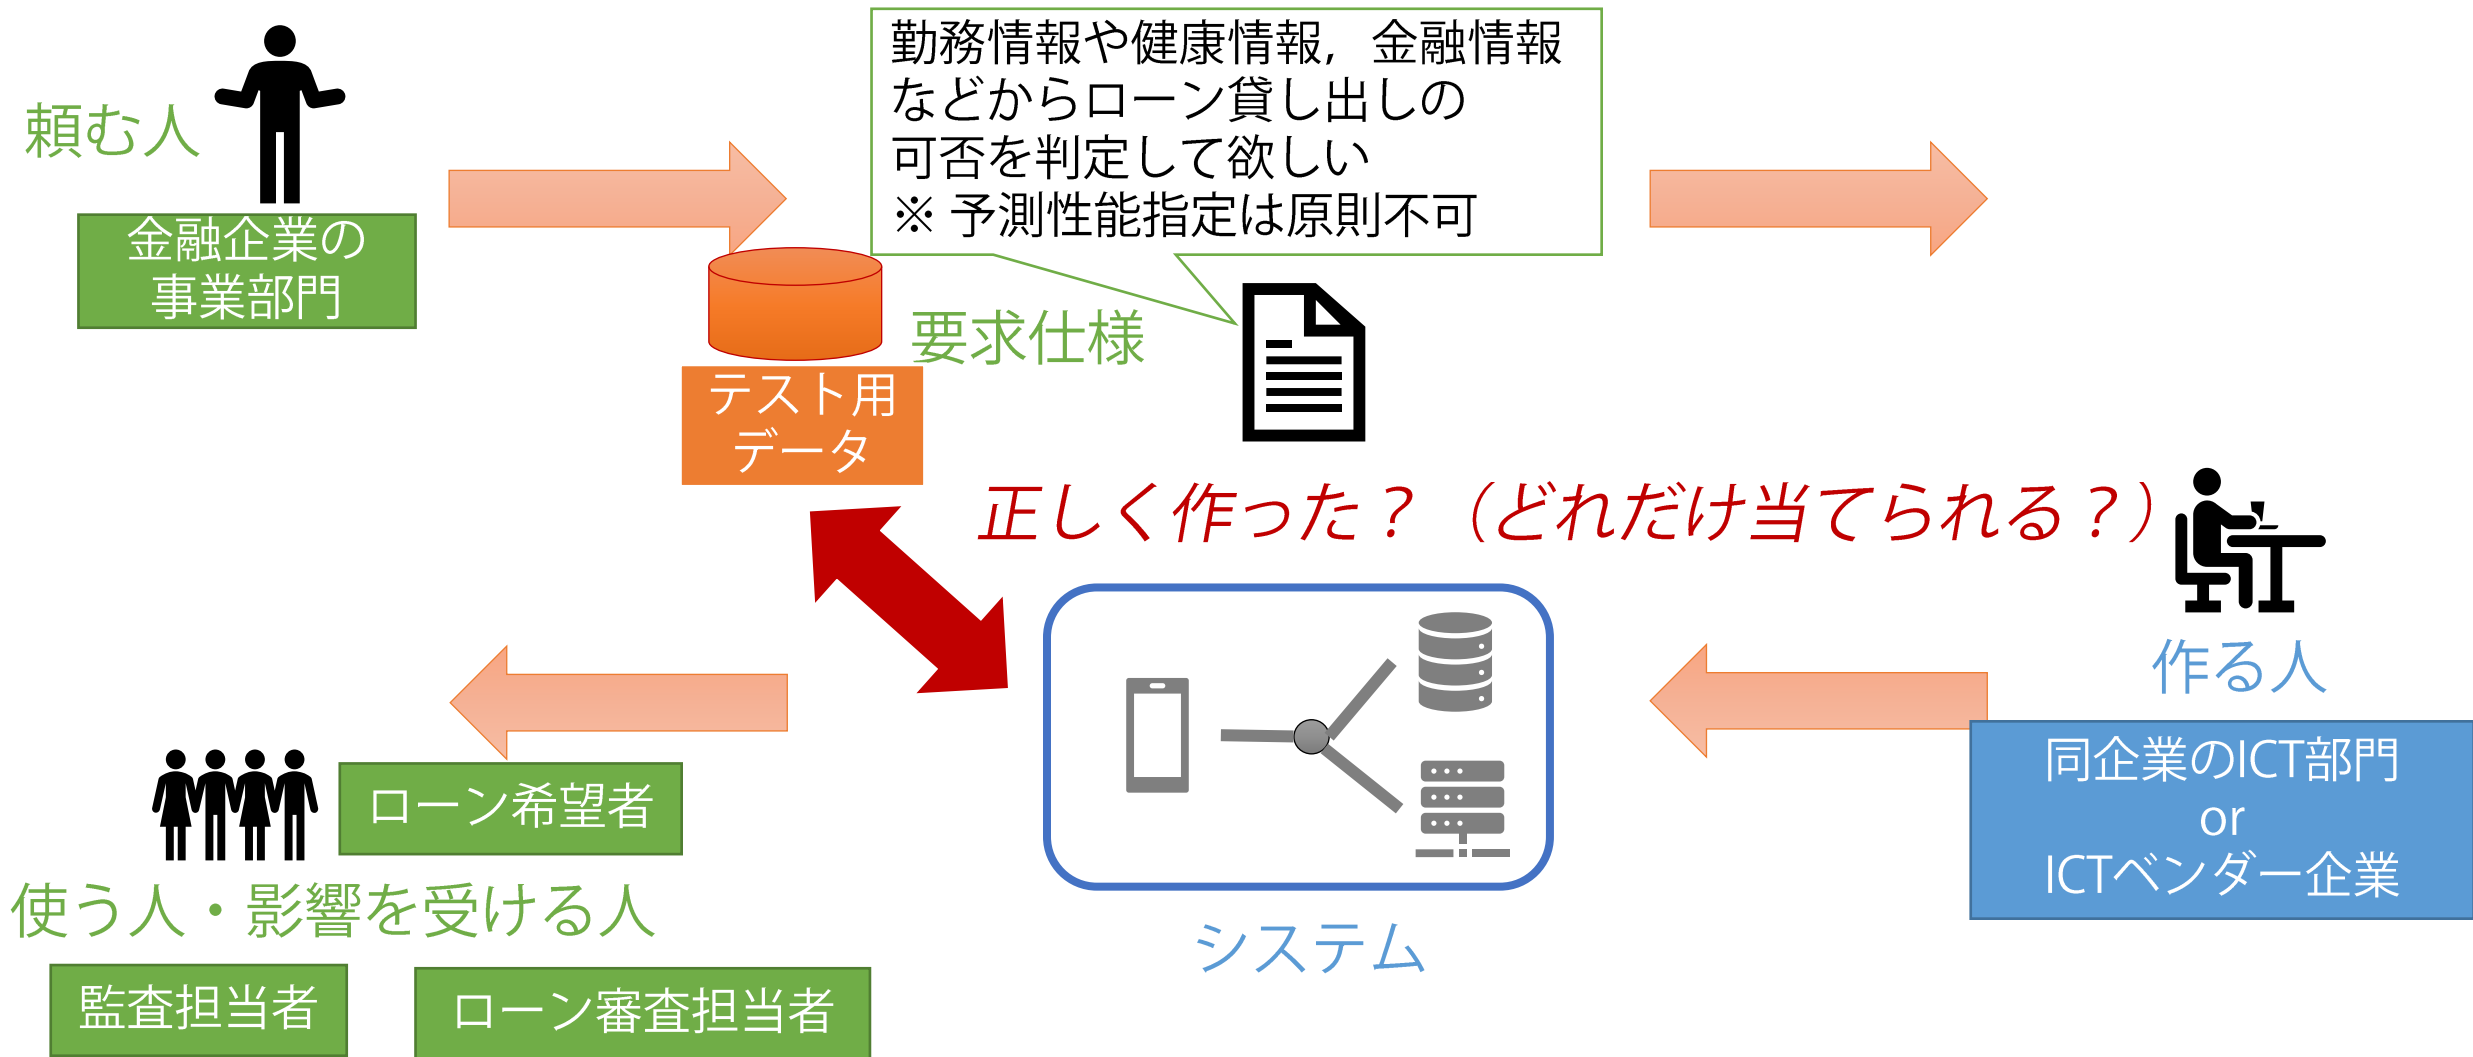 勤務情報や健康情報，金融情報
などからローン貸し出しの
可否を判定して欲しい
※ 予測性能指定は原則不可
頼む人
金融企業の
事業部門
要求仕様
テスト用
データ
正しく作った？（どれだけ当てられる？）
作る人
同企業のICT部門
or
ICTベンダー企業
ローン希望者
使う人・影響を受ける人
システム
監査担当者
ローン審査担当者